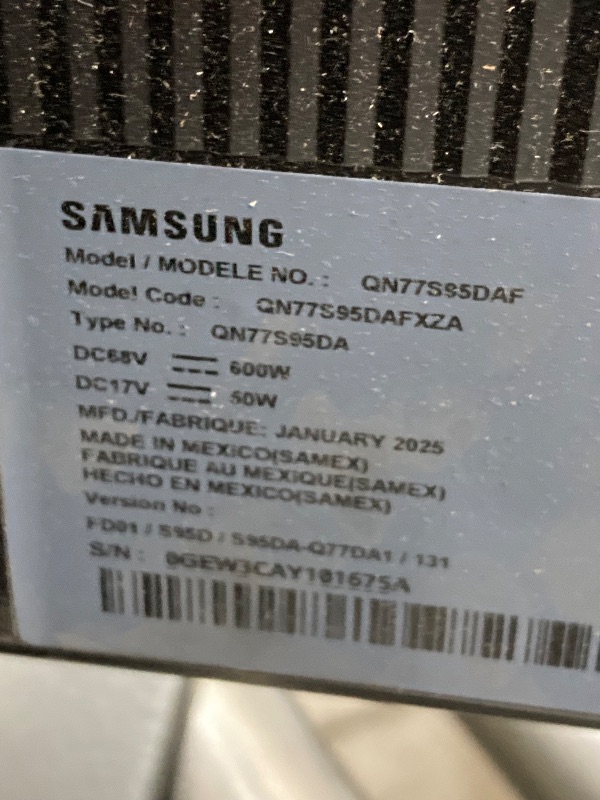 SAMSUNG
Model / MODELE NO. : QN77S95DAF
Model Code : QN77S95DAFXZA
Type No. : QN77S95DA
DC68V 600W
DC17V 50W
MFD./FABRIQUE: JANUARY 2025
MADE IN MEXICO(SAMEX)
FABRIQUE AU MEXIQUE(SAMEX)
HECHO EN MEXICO(SAMEX)
Version No :
FD01 / S95D / S95DA-Q77DA1 / 131
S/N : 0GEW3CAY101675A